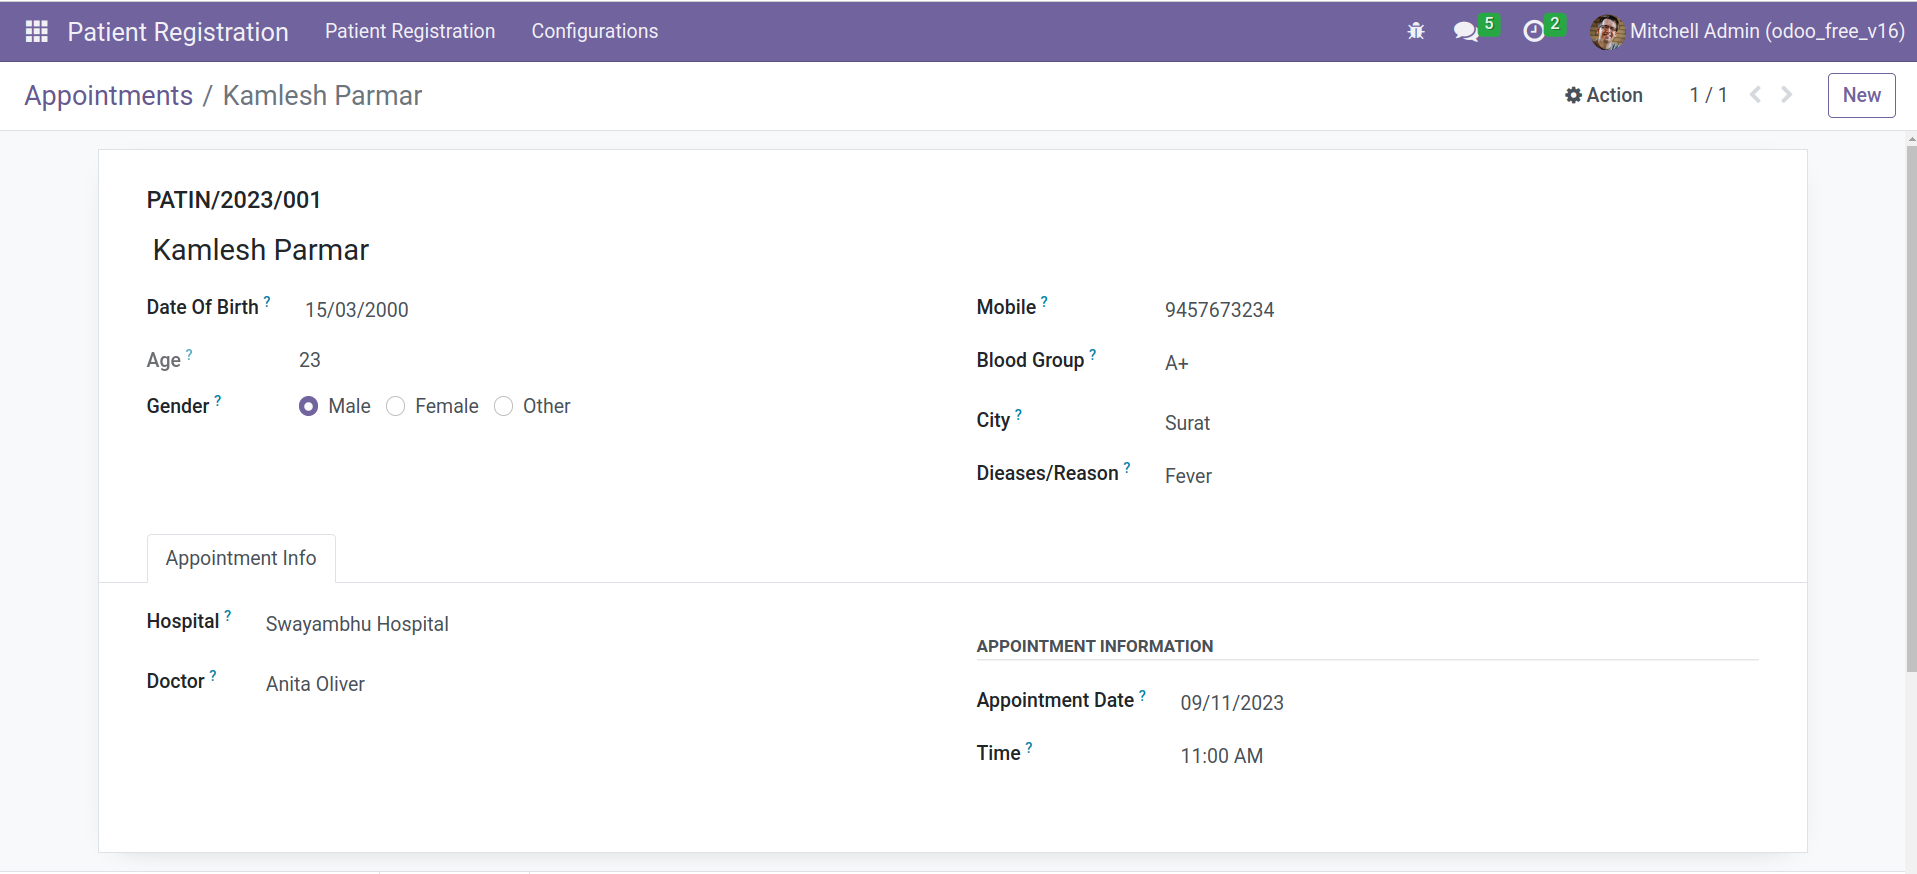 Patient Registration Patient Registration Configurations 5 2 Mitchell Admin (odoo_free_v16)
Appointments / Kamlesh Parmar Action 1 / 1 New
PATIN/2023/001
Kamlesh Parmar
Date Of Birth ? 15/03/2000
Age ? 23
Gender ? Male Female Other
Mobile ? 9457673234
Blood Group ? A+
City ? Surat
Dieases/Reason ? Fever
Appointment Info
Hospital ? Swayambhu Hospital
Doctor ? Anita Oliver
APPOINTMENT INFORMATION
Appointment Date ? 09/11/2023
Time ? 11:00 AM